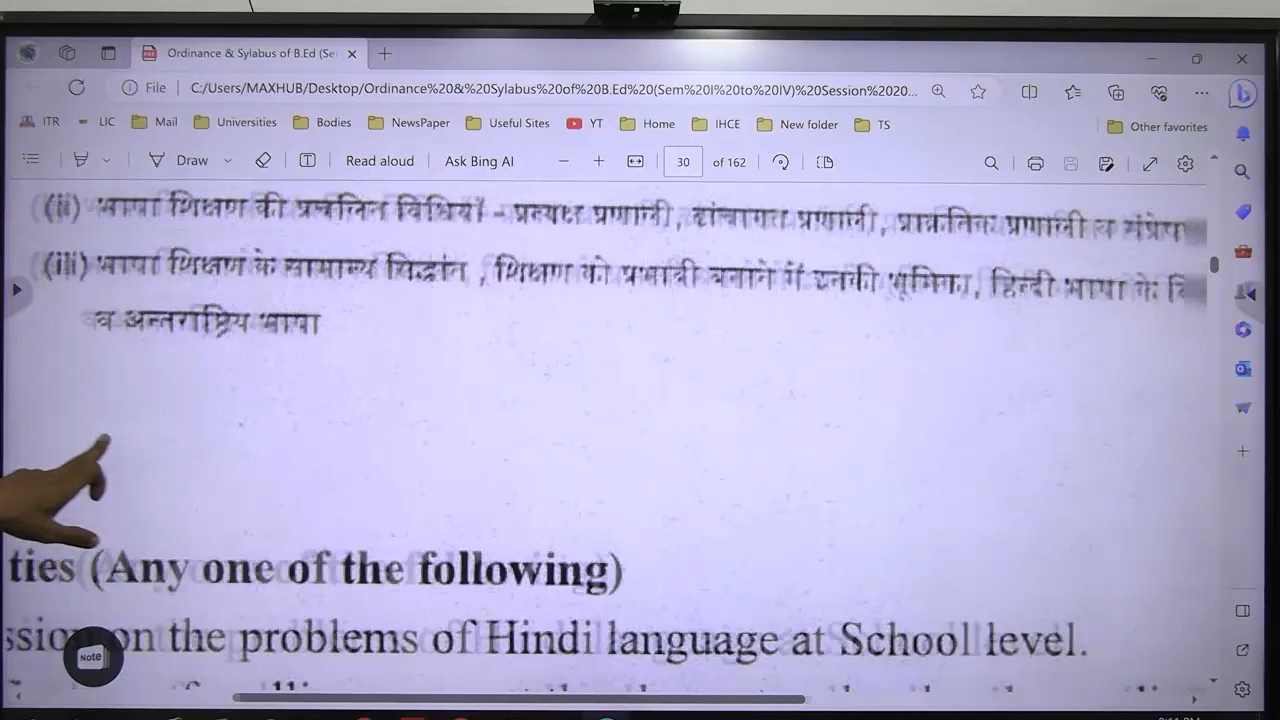 Ordinance & Sylabus of B.Ed (Se
File
C:/Users/MAXHUB/Desktop/Ordinance%20&%20Sylabus%20of%20B.Ed%20(Sem%20I%20to%20IV)%20Session%2020...
ITR LIC Mail Universities Bodies NewsPaper Useful Sites YT Home IHCE New folder TS Other favorites
Draw Read aloud Ask Bing AI 30 of 162
(ii) भाषा शिक्षण की प्रचलित विधियाँ - प्रत्यक्ष प्रणाली, ढांचागत प्रणाली, प्राकृतिक प्रणाली व संप्रेष
(iii) भाषा शिक्षण के सामान्य सिद्धांत , शिक्षण को प्रभावी बनाने में उनकी भूमिका, हिन्दी भाषा के
व अन्तराष्ट्रिय भाषा
ties (Any one of the following)
ssion on the problems of Hindi language at School level.
Note